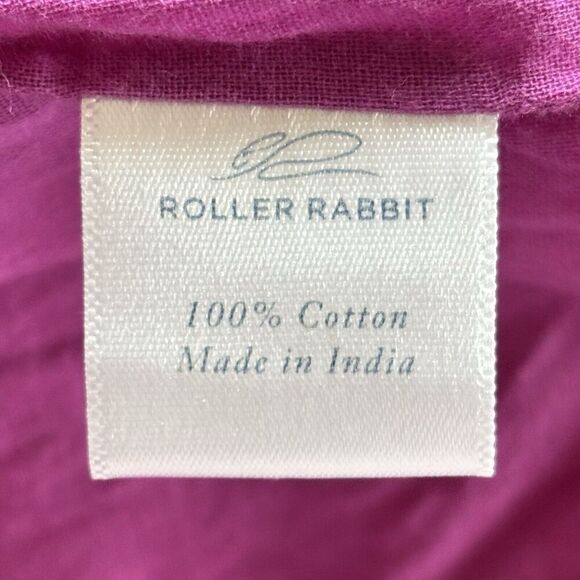 ROLLER RABBIT
100% Cotton
Made in India